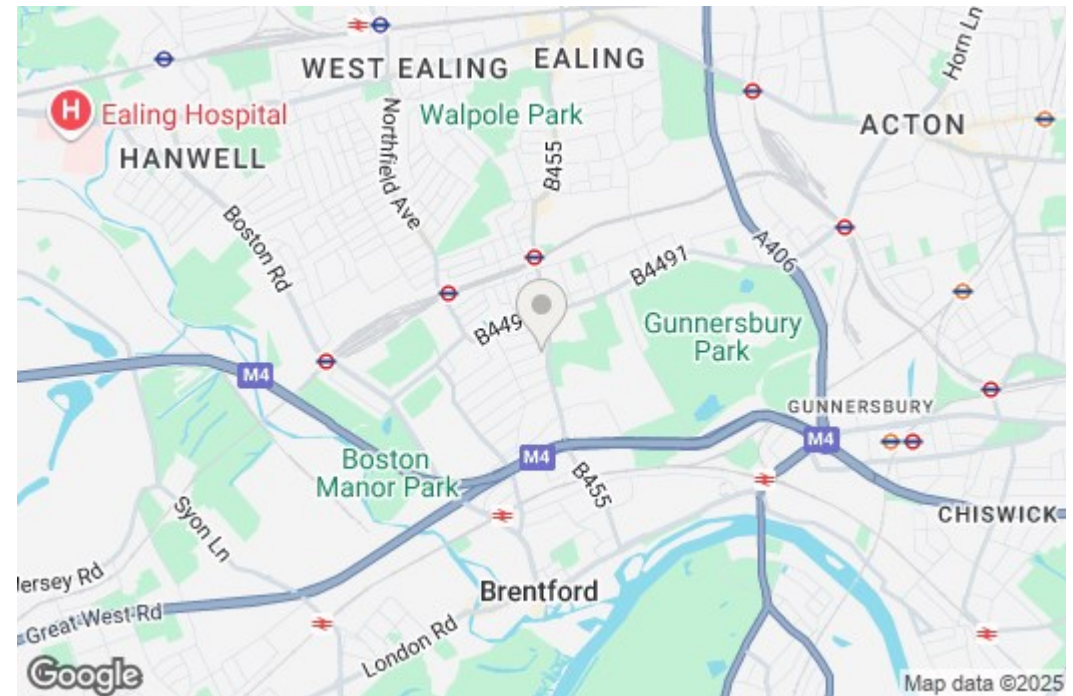 Horn Ln
EALING
WEST EALING
H
Ealing Hospital
Walpole Park
ACTON
Northfield Ave
B455
HANWELL
Boston Rd
A406
B4491
B449
Gunnersbury
Park
M4
GUNNERSBURY
M4
M4
Boston
Manor Park
B455
Syon Ln
CHISWICK
Brentford
Great West Rd
London Rd
Google
Map data ©2025